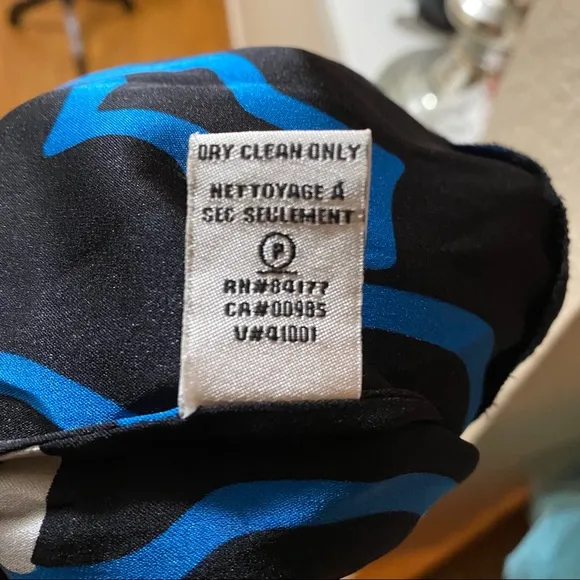 DRY CLEAN ONLY
NETTOYAGE A
SEC SEULEMENT
P
RN#84177
CA#00985
V#41001